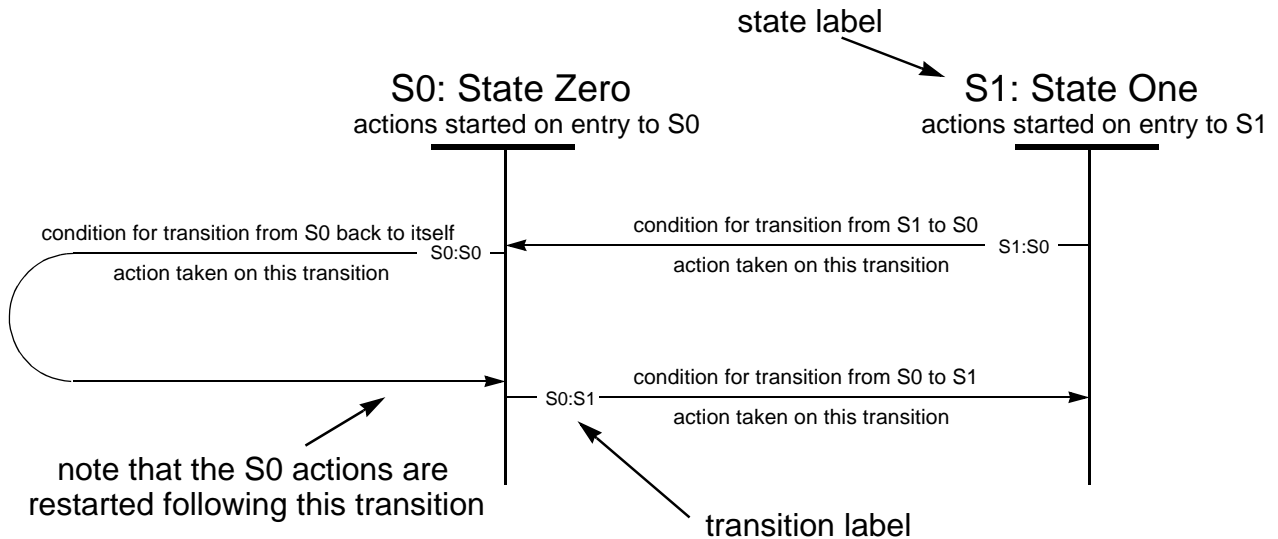 state label
S0: State Zero
actions started on entry to S0
S1: State One
actions started on entry to S1
condition for transition from S0 back to itself
S0:S0
action taken on this transition
condition for transition from S1 to S0
S1:S0
action taken on this transition
condition for transition from S0 to S1
S0:S1
action taken on this transition
note that the S0 actions are
restarted following this transition
transition label